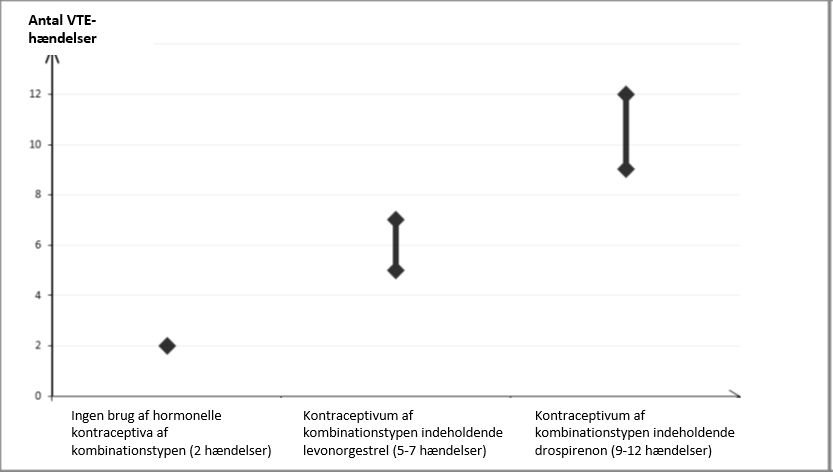 Antal VTE-
hændelser
12
10
8
6
4
2
0
Ingen brug af hormonelle
kontraceptiva af
kombinationstypen (2 hændelser)
Kontraceptivum af
kombinationstypen indeholdende
levonorgestrel (5-7 hændelser)
Kontraceptivum af
kombinationstypen indeholdende
drospirenon (9-12 hændelser)